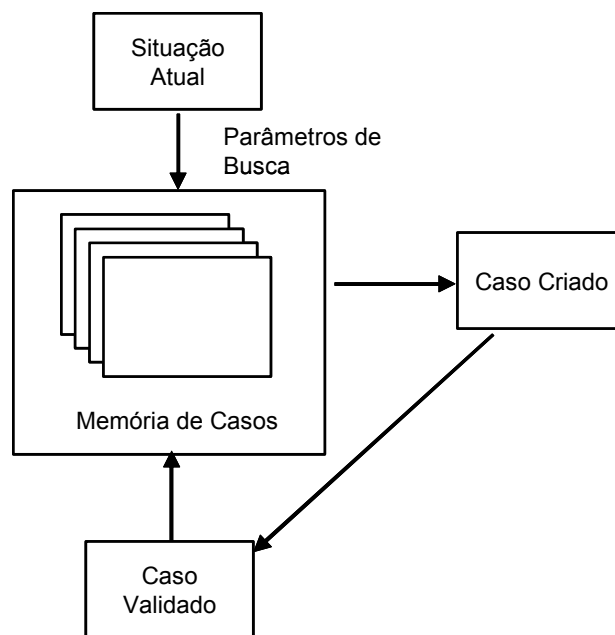 Situação
Atual
Parâmetros de
Busca
Caso Criado
Memória de Casos
Caso
Validado